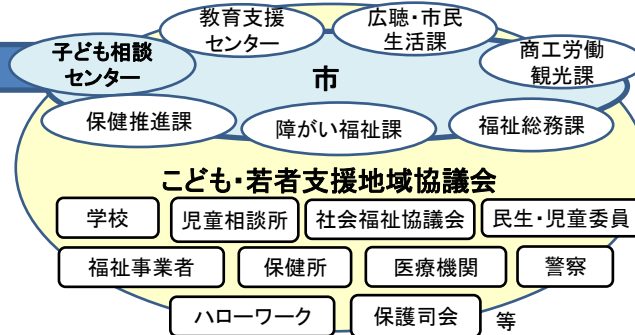 教育支援
センター
広聴・市民
生活課
子ども相談
センター
商工労働
観光課
市
保健推進課
障がい福祉課
福祉総務課
こども・若者支援地域協議会
学校
児童相談所
社会福祉協議会
民生・児童委員
福祉事業者
保健所
医療機関
警察
ハローワーク
保護司会
等